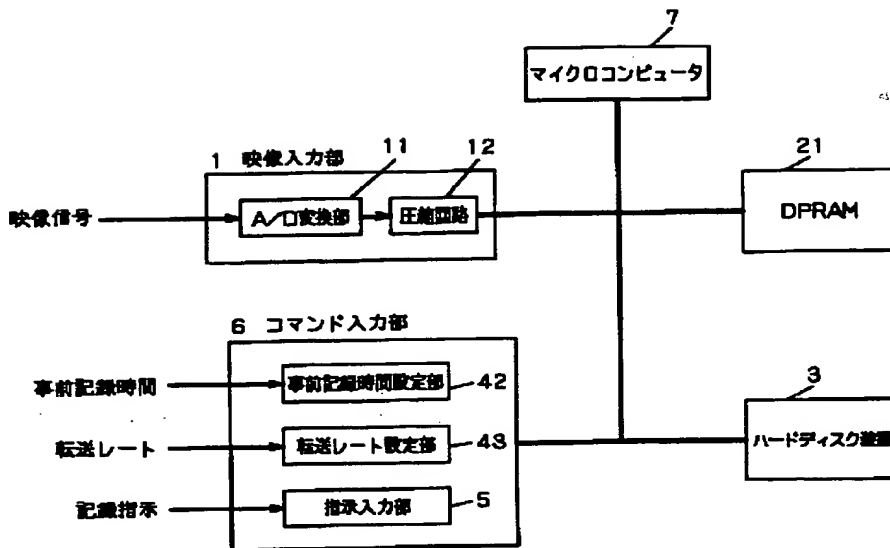 7
マイクロコンピュータ
1 映像入力部
11
12
映像信号
A/D変換部
圧縮回路
21
DPRAM
6 コマンド入力部
事前記録時間
事前記録時間設定部
42
転送レート
転送レート設定部
43
記録指示
指示入力部
5
3
ハードディスク装置